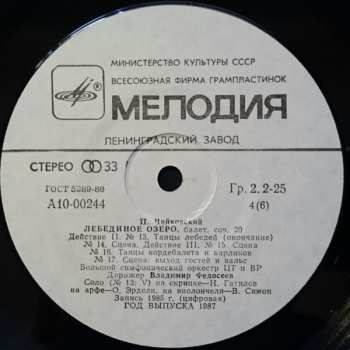 МИНИСТЕРСТВО КУЛЬТУРЫ СССР
ВСЕСОЮЗНАЯ ФИРМА ГРАМПЛАСТИНОК
МЕЛОДИЯ
ЛЕНИНГРАДСКИЙ ЗАВОД
СТЕРЕО 33
ГОСТ 5289-80
Гр. 2. 2-25
А10-00244
4(6)
П. Чайковский
ЛЕБЕДИНОЕ ОЗЕРО, балет, соч. 20
Действие II. № 13. Танцы лебедей (окончание)
№ 14. Сцена. Действие III, № 15. Сцена
№ 16. Танцы кордебалета и карликов
№ 17. Сцена: выход гостей и вальс
Большой симфонический оркестр ЦТ и ВР
Дирижер Владимир Федосеев
Соло (№ 13: V) на скрипке—Н. Гатилов
на арфе—О. Эрдели, на виолончели—В. Симон
Запись 1985 г. (цифровая)
ГОД ВЫПУСКА 1987